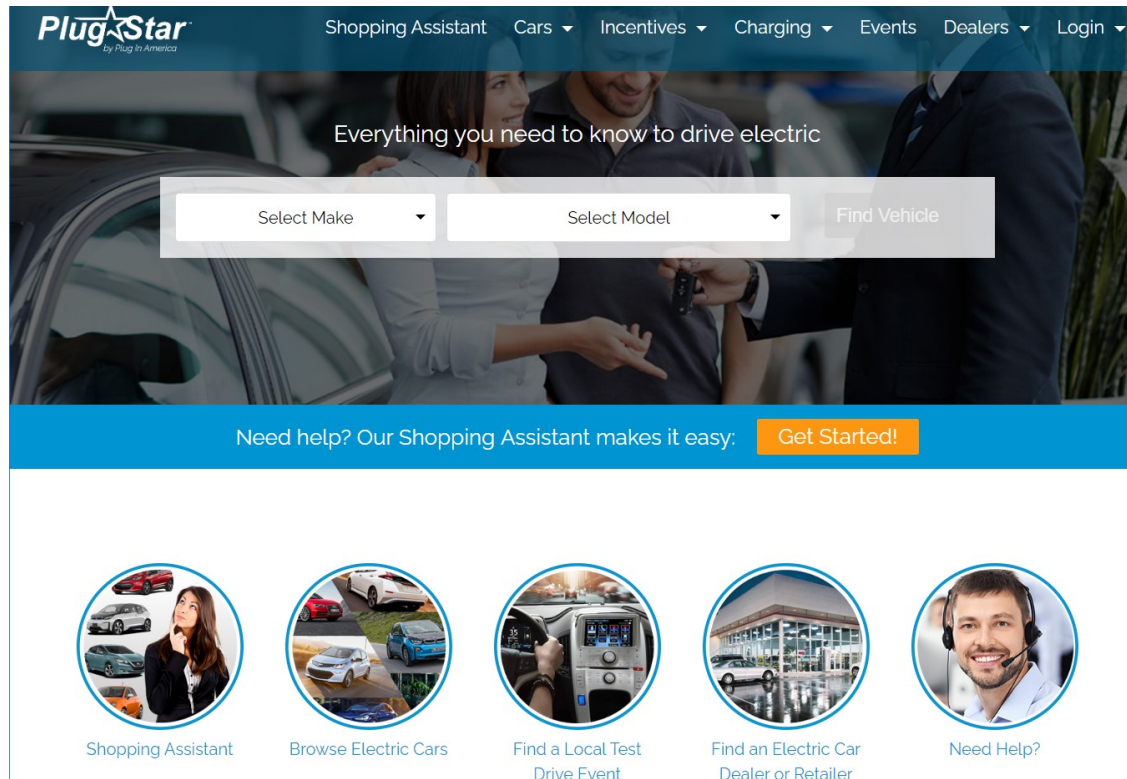 PlugStar
by Plug In America
Shopping Assistant Cars Incentives Charging Events Dealers Login
Everything you need to know to drive electric
Select Make Select Model Find Vehicle
Need help? Our Shopping Assistant makes it easy: Get Started!
Shopping Assistant
Browse Electric Cars
Find a Local Test
Drive Event
Find an Electric Car
Dealer or Retailer
Need Help?